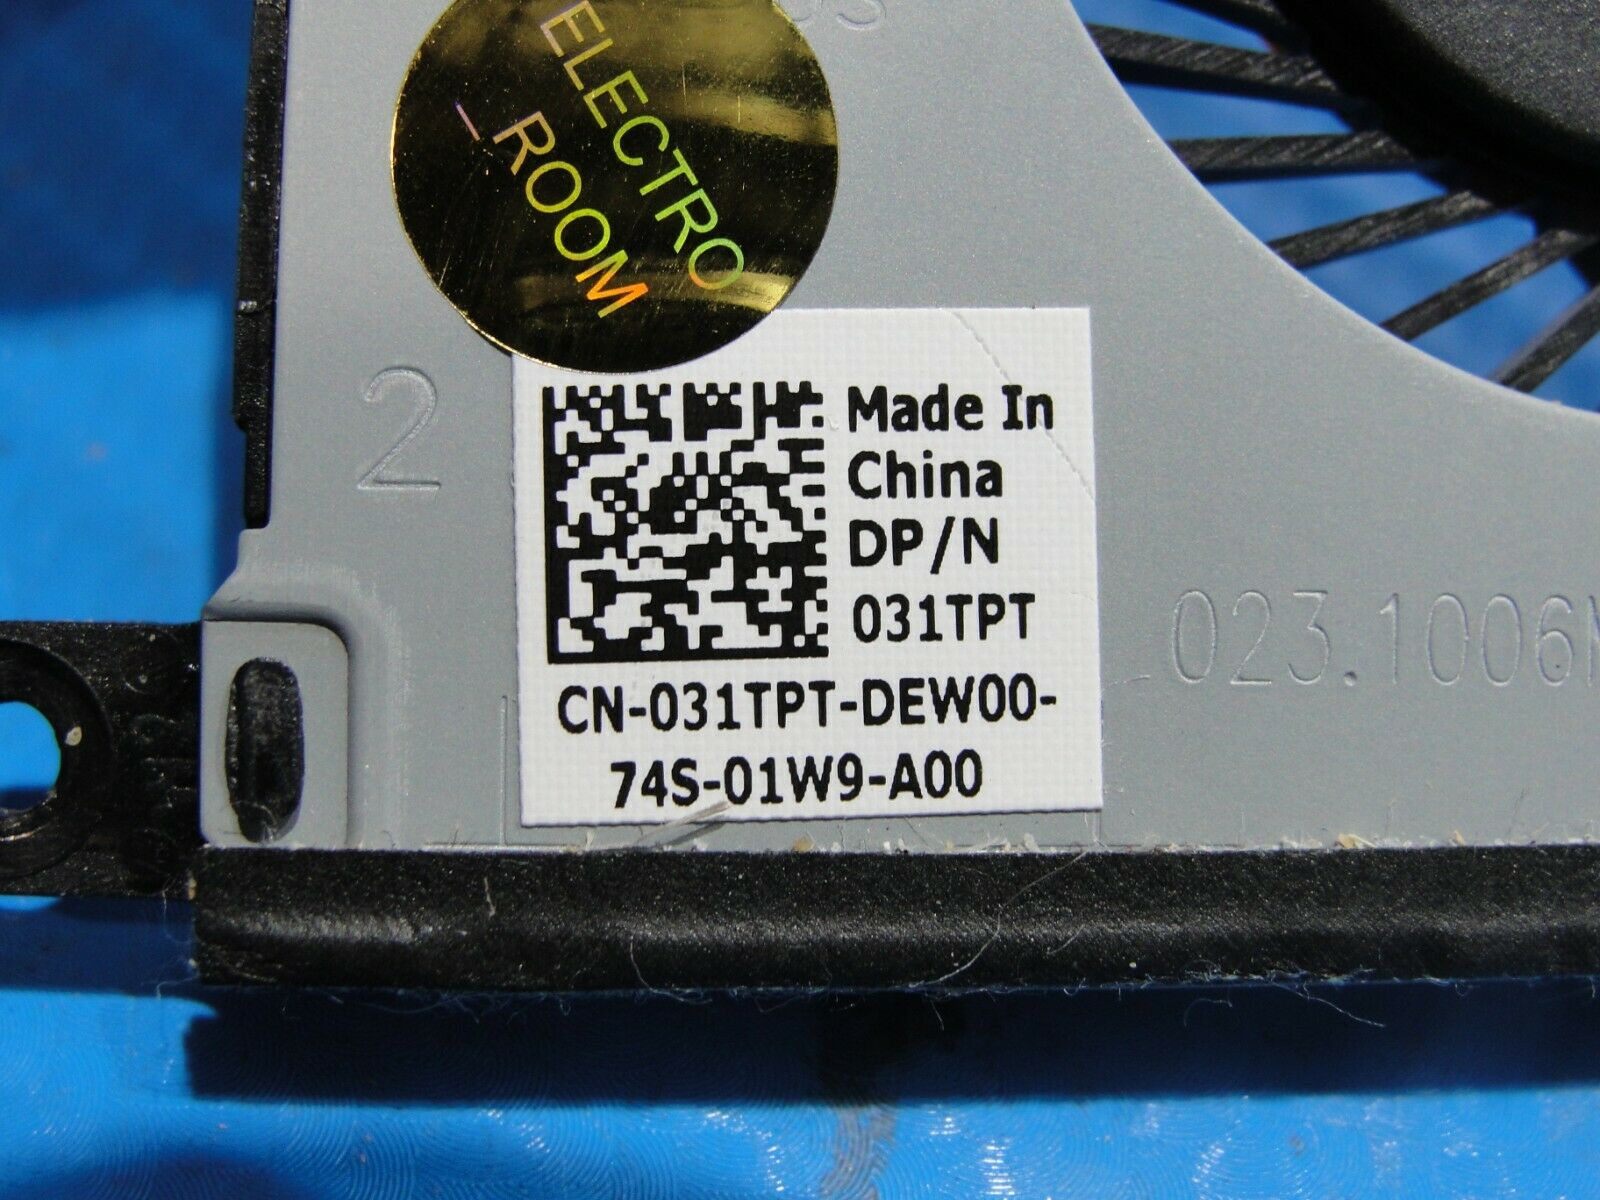 ELECTRO
_ROOM
2
Made In
China
DP/N
031TPT
CN-031TPT-DEW00-
74S-01W9-A00
023.1006